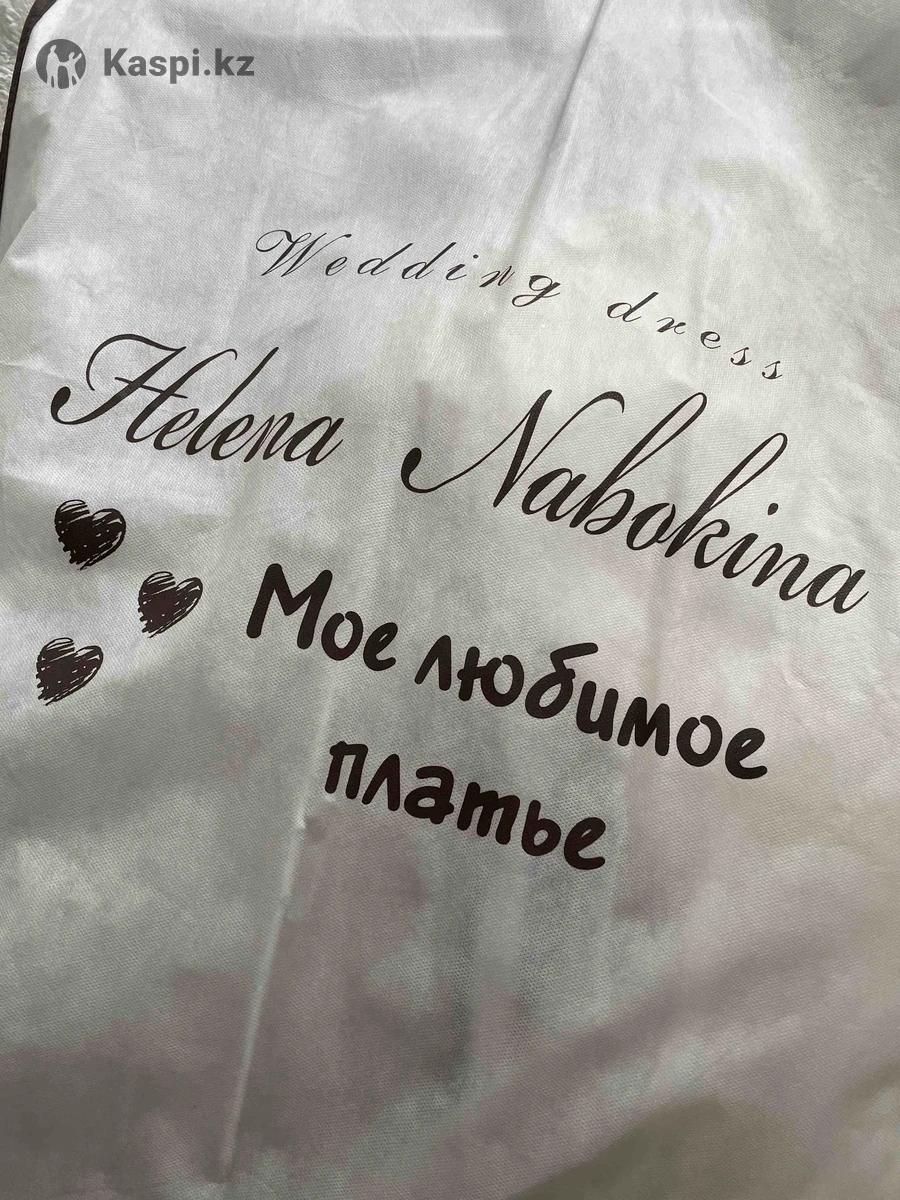 Kaspi.kz
Wedding dress
Helena Nabokina
Мое любимое
платье